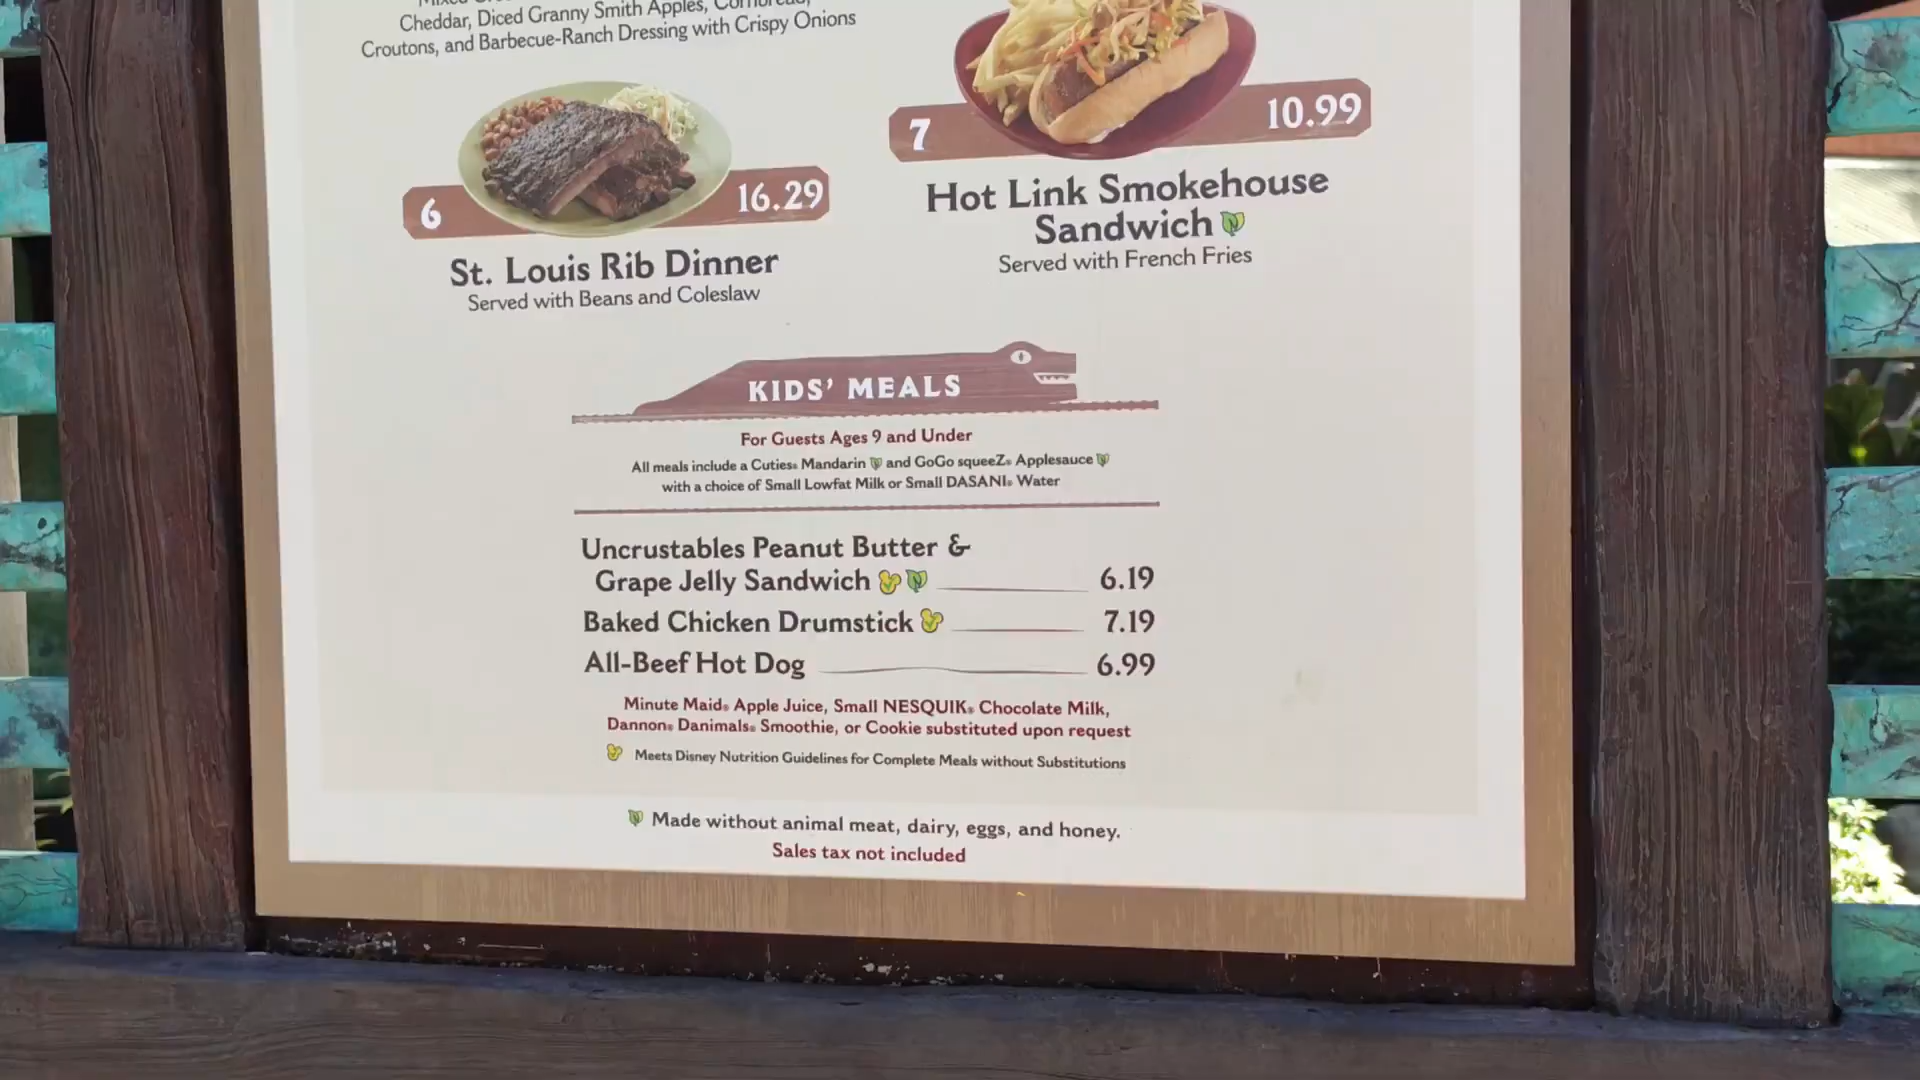 Cheddar, Diced Granny Smith Apples, Cornbread,
Croutons, and Barbecue-Ranch Dressing with Crispy Onions
6
16.29
St. Louis Rib Dinner
Served with Beans and Coleslaw
7
10.99
Hot Link Smokehouse
Sandwich
Served with French Fries
KIDS' MEALS
For Guests Ages 9 and Under
All meals include a Cuties® Mandarin and GoGo squeeZ® Applesauce
with a choice of Small Lowfat Milk or Small DASANI® Water
Uncrustables Peanut Butter &
Grape Jelly Sandwich 6.19
Baked Chicken Drumstick 7.19
All-Beef Hot Dog 6.99
Minute Maid® Apple Juice, Small NESQUIK® Chocolate Milk,
Dannon® Danimals® Smoothie, or Cookie substituted upon request
Meets Disney Nutrition Guidelines for Complete Meals without Substitutions
Made without animal meat, dairy, eggs, and honey.
Sales tax not included